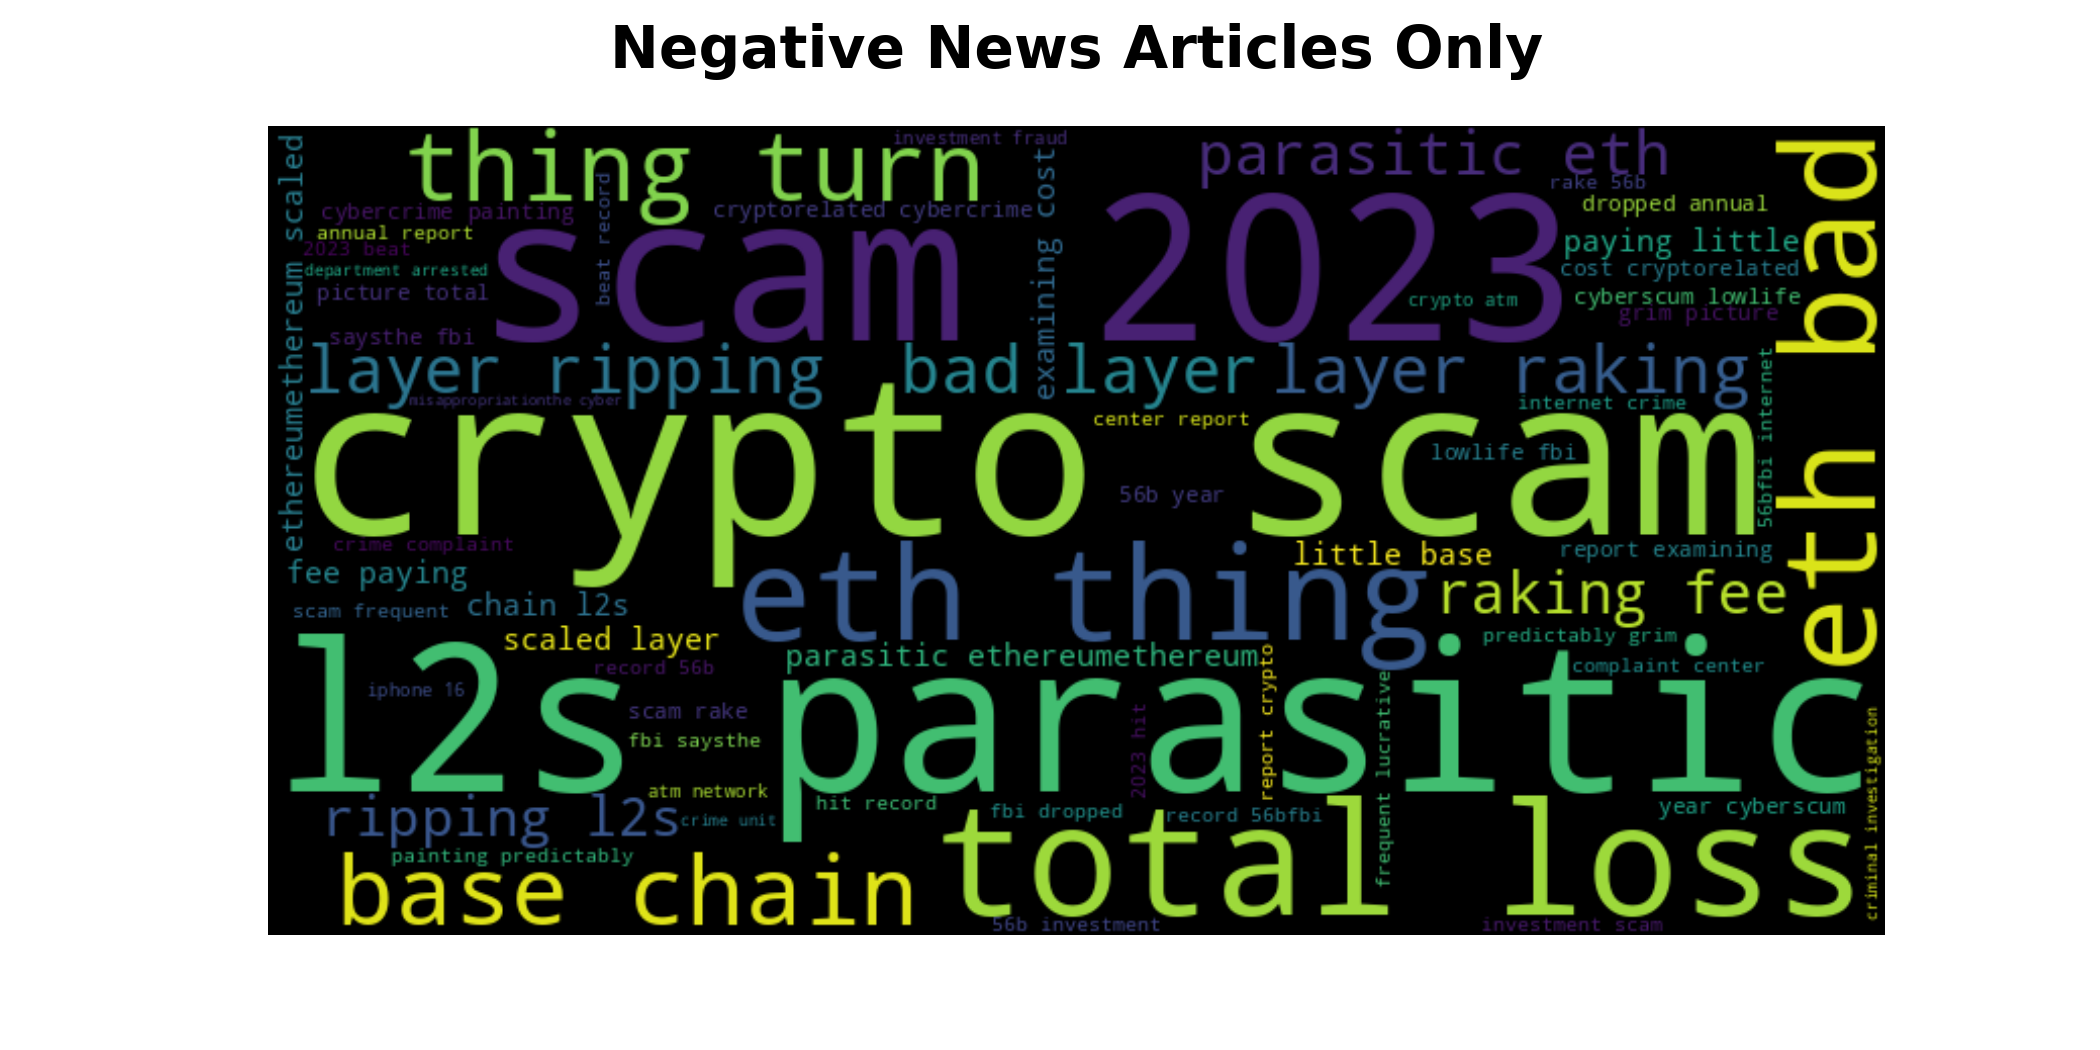 Negative News Articles Only
ethereumethereum scaled
thing turn
investment fraud
parasitic eth
eth bad
rake 56b
cybercrime painting
beat record
cryptorelated cybercrime
examining cost
scam 2023
dropped annual
annual report
2023 beat
paying little
department arrested
cost cryptorelated
picture total
crypto atm
cyberscum lowlife
grim picture
saysthe fbi
layer ripping
bad layer
layer raking
misappropriationthe cyber
internet crime
56bfbi internet
crypto scam
center report
lowlife fbi
56b year
crime complaint
eth thing
little base
report examining
fee paying
raking fee
scam frequent
chain l2s
scaled layer
predictably grim
l2s parasitic
parasitic ethereumethereum
record 56b
complaint center
iphone 16
scam rake
2023 hit
report crypto
frequent lucrative
criminal investigation
fbi saysthe
atm network
ripping l2s
crime unit
hit record
fbi dropped
record 56bfbi
year cyberscum
total loss
painting predictably
base chain
56b investment
investment scam